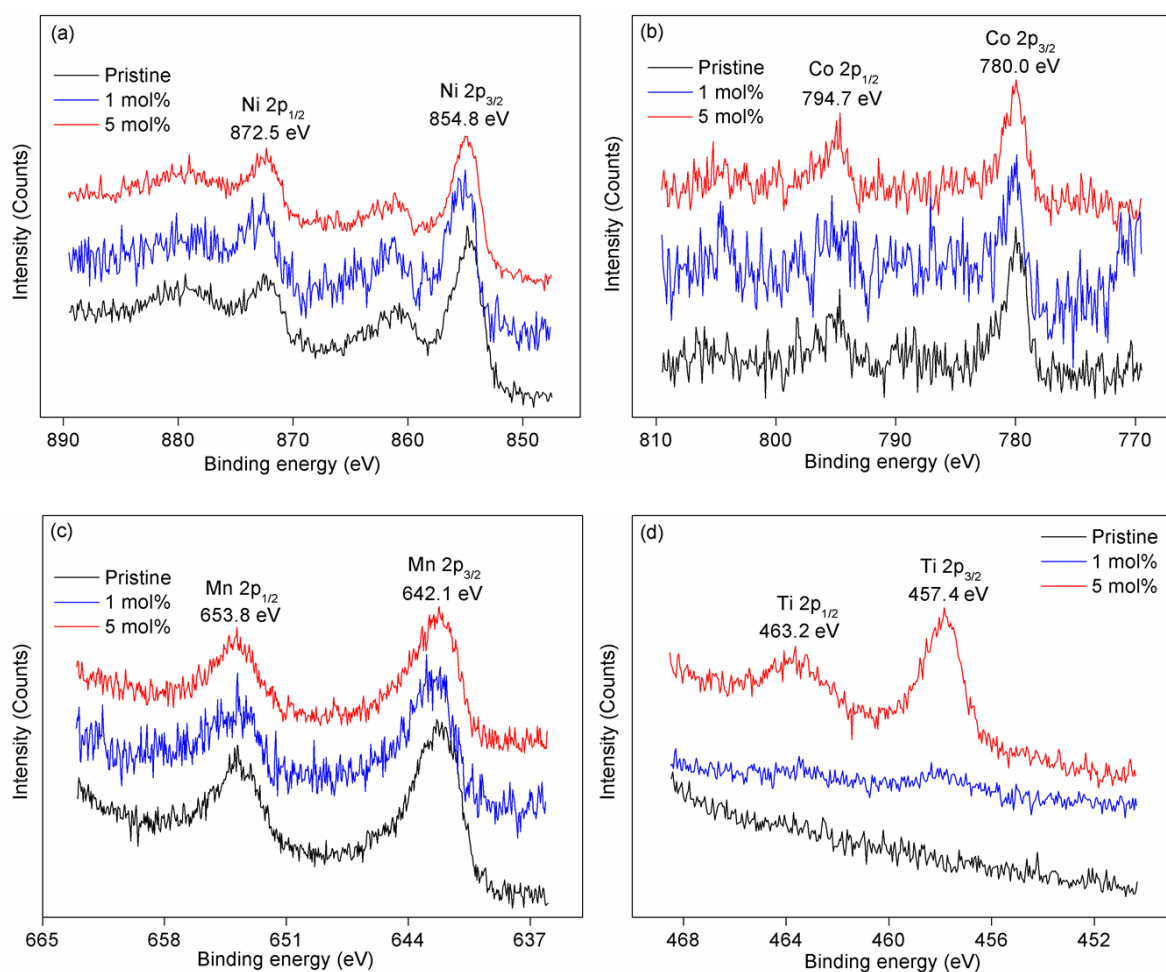 (a)
Pristine
1 mol%
5 mol%
Ni 2p1/2
872.5 eV
Ni 2p3/2
854.8 eV
Intensity (Counts)
890 880 870 860 850
Binding energy (eV)
(b)
Pristine
1 mol%
5 mol%
Co 2p1/2
794.7 eV
Co 2p3/2
780.0 eV
Intensity (Counts)
810 800 790 780 770
Binding energy (eV)
(c)
Pristine
1 mol%
5 mol%
Mn 2p1/2
653.8 eV
Mn 2p3/2
642.1 eV
Intensity (Counts)
665 658 651 644 637
Binding energy (eV)
(d)
Pristine
1 mol%
5 mol%
Ti 2p1/2
463.2 eV
Ti 2p3/2
457.4 eV
Intensity (Counts)
468 464 460 456 452
Binding energy (eV)